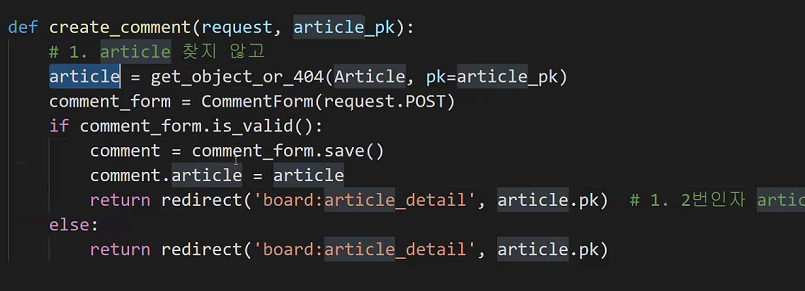 def create_comment(request, article_pk):
# 1. article 찾지 않고
article = get_object_or_404(Article, pk=article_pk)
comment_form = CommentForm(request.POST)
if comment_form.is_valid():
comment = comment_form.save()
comment.article = article
return redirect('board:article_detail', article.pk) # 1. 2번인자 artic
else:
return redirect('board:article_detail', article.pk)